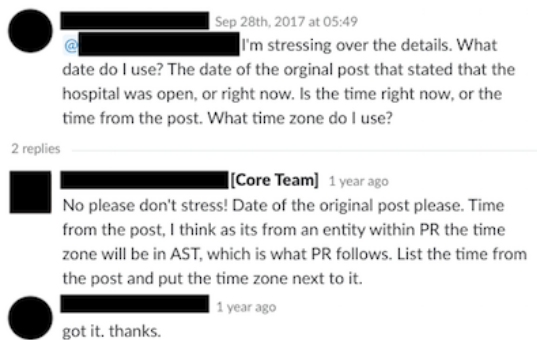 Sep 28th, 2017 at 05:49
@ I'm stressing over the details. What
date do I use? The date of the orginal post that stated that the
hospital was open, or right now. Is the time right now, or the
time from the post. What time zone do I use?
2 replies
[Core Team] 1 year ago
No please don't stress! Date of the original post please. Time
from the post, I think as its from an entity within PR the time
zone will be in AST, which is what PR follows. List the time from
the post and put the time zone next to it.
1 year ago
got it. thanks.